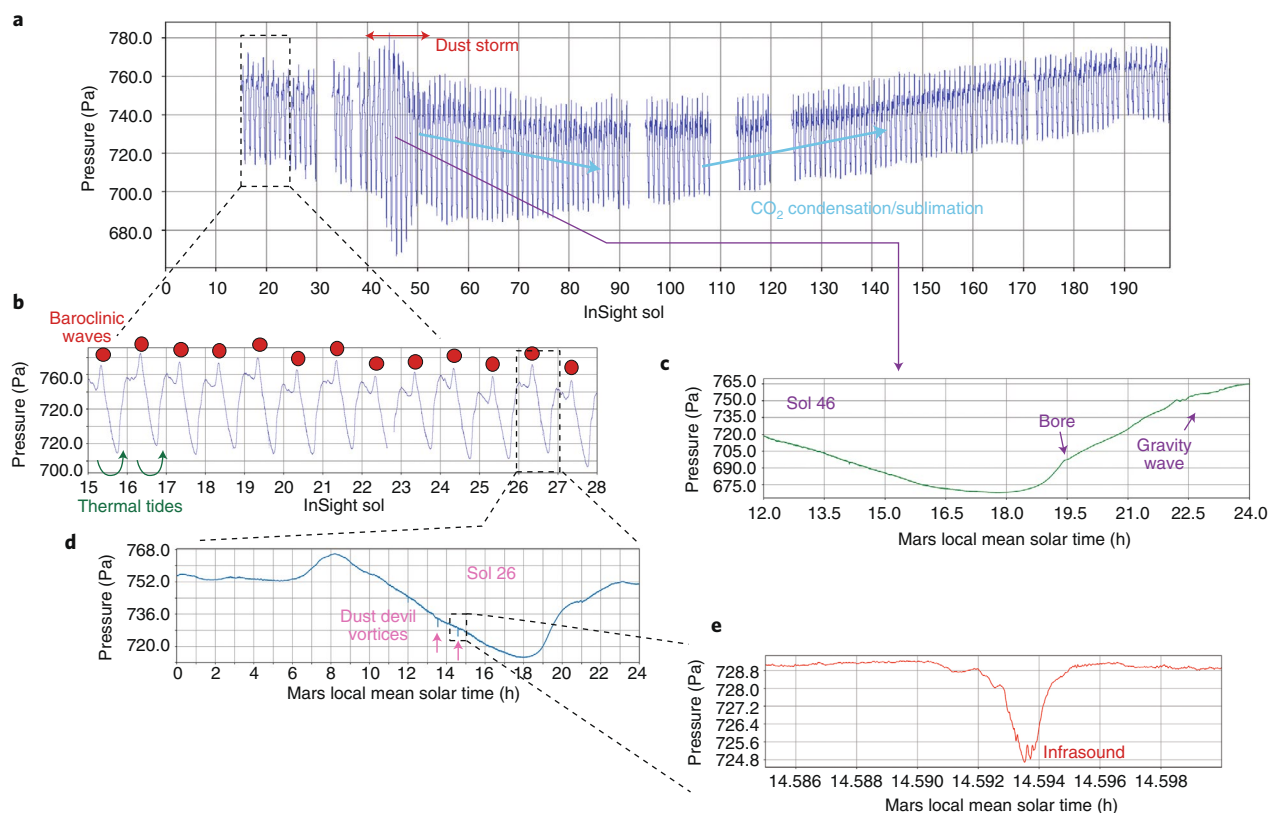 a
780.0
760.0
740.0
720.0
700.0
680.0
Pressure (Pa)
Dust storm
CO2 condensation/sublimation
0 10 20 30 40 50 60 70 80 90 100 110 120 130 140 150 160 170 180 190
InSight sol
b
Baroclinic
waves
760.0
720.0
720.0
700.0
Pressure (Pa)
15 16 17 18 19 20 21 22 23 24 25 26 27 28
Thermal tides
InSight sol
c
765.0
750.0
735.0
720.0
705.0
690.0
675.0
Pressure (Pa)
Sol 46
Bore
Gravity
wave
12.0 13.5 15.0 16.5 18.0 19.5 21.0 22.5 24.0
Mars local mean solar time (h)
d
768.0
752.0
736.0
720.0
Pressure (Pa)
Sol 26
Dust devil
vortices
0 2 4 6 8 10 12 14 16 18 20 22 24
Mars local mean solar time (h)
e
728.8
728.0
727.2
726.4
725.6
724.8
Pressure (Pa)
Infrasound
14.586 14.588 14.590 14.592 14.594 14.596 14.598
Mars local mean solar time (h)